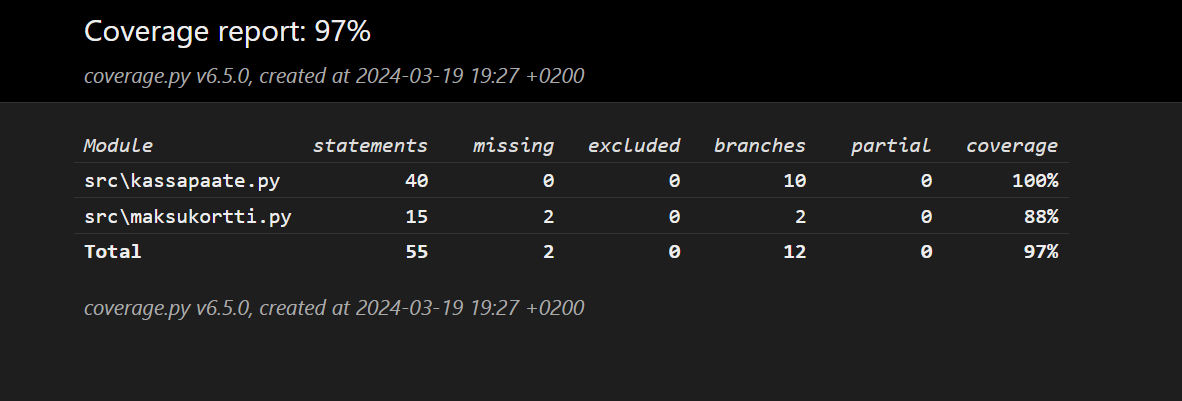 Coverage report: 97%
coverage.py v6.5.0, created at 2024-03-19 19:27 +0200
Module statements missing excluded branches partial coverage
src\kassapaate.py 40 0 0 10 0 100%
src\maksukortti.py 15 2 0 2 0 88%
Total 55 2 0 12 0 97%
coverage.py v6.5.0, created at 2024-03-19 19:27 +0200